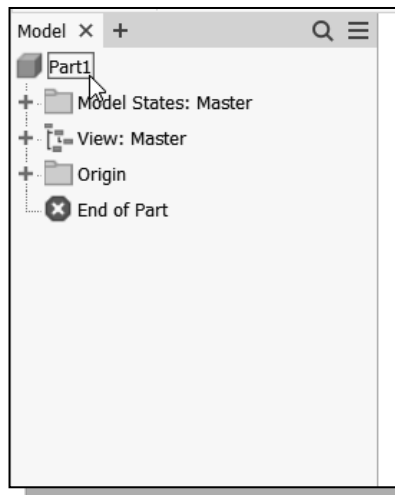 Model
Part1
Model States: Master
View: Master
Origin
End of Part